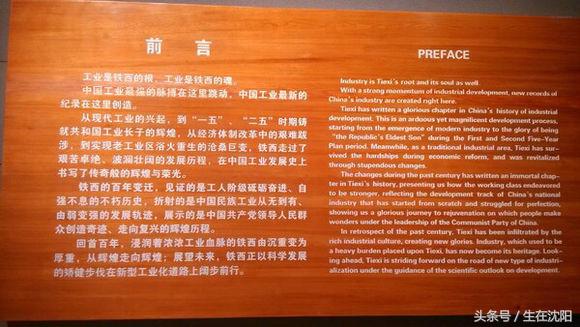 前 言
工业是铁西的根，工业是铁西的魂。
中国工业最强的脉搏在这里跳动，中国工业最新的
纪录在这里创造。
从现代工业的兴起，到“一五”、“二五”时期铸
就共和国工业长子的辉煌，从经济体制改革中的艰难跋
涉，到实现老工业区浴火重生的沧桑巨变，铁西走过了
艰苦卓绝、波澜壮阔的发展历程，在中国工业发展史上
书写了传奇般的辉煌与荣光。
铁西的百年变迁，见证的是工人阶级砥砺奋进、自
强不息的不朽历史，折射的是中国民族工业从无到有、
由弱变强的发展轨迹，展示的是中国共产党领导人民群
众创造奇迹、走向复兴的辉煌历程。
回首百年，浸润着浓浓工业血脉的铁西由沉重变为
厚重，从辉煌走向辉煌；展望未来，铁西正以科学发展
的矫健步伐在新型工业化道路上阔步前行。
PREFACE
Industry is Tiexi's root and its soul as well.
With a strong momentum of industrial development, new records of
China's industry are created right here.
Tiexi has written a glorious chapter in China's history of industrial
development. This is an arduous yet magnificent development process,
starting from the emergence of modern industry to the glory of being
"the Republic's Eldest Son" during the First and Second Five-Year
Plan period. Meanwhile, as a traditional industrial area, Tiexi has sur-
vived the hardships during economic reform, and was revitalized
through stupendous changes.
The changes during the past century has written an immortal chap-
ter in Tiexi's history, presenting us how the working class endeavored
to be stronger, reflecting the development track of China's national
industry that has started from scratch and struggled for perfection,
showing us a glorious journey to rejuvenation on which people make
wonders under the leadership of the Communist Party of China.
In retrospect of the past century, Tiexi has been infiltrated by the
rich industrial culture, creating new glories. Industry, which used to be
a heavy burden placed upon Tiexi, has now become its heritage. Look-
ing ahead, Tiexi is striding forward on the road of new type of industri-
alization under the guidance of the scientific outlook on development.
头条号 / 生在沈阳